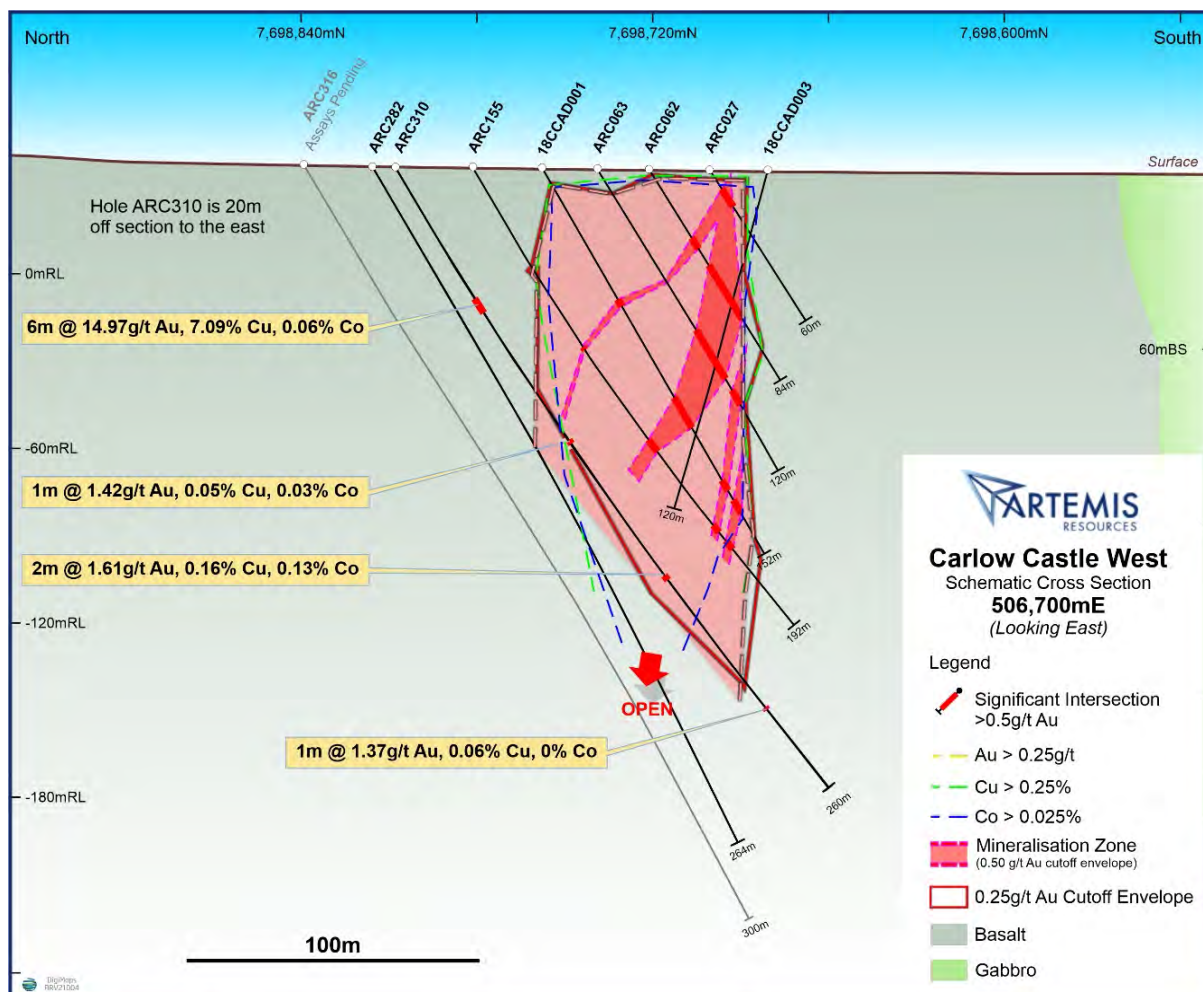 North
7,698,840mN
7,698,720mN
7,698,600mN
South
ARC316
Assays Pending
ARC282
ARC310
ARC155
18CCAD001
ARC063
ARC062
ARC027
18CCAD003
Surface
Hole ARC310 is 20m
off section to the east
0mRL
6m @ 14.97g/t Au, 7.09% Cu, 0.06% Co
60m
60mBS
84m
-60mRL
120m
1m @ 1.42g/t Au, 0.05% Cu, 0.03% Co
120m
152m
2m @ 1.61g/t Au, 0.16% Cu, 0.13% Co
-120mRL
192m
OPEN
1m @ 1.37g/t Au, 0.06% Cu, 0% Co
-180mRL
260m
264m
300m
100m
ARTEMIS
RESOURCES
Carlow Castle West
Schematic Cross Section
506,700mE
(Looking East)
Legend
Significant Intersection
>0.5g/t Au
Au > 0.25g/t
Cu > 0.25%
Co > 0.025%
Mineralisation Zone
(0.50 g/t Au cutoff envelope)
0.25g/t Au Cutoff Envelope
Basalt
Gabbro
DigiMaps
BRV21004